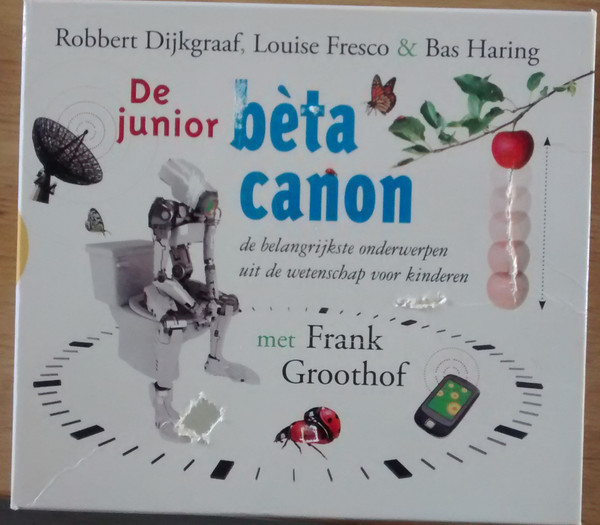 Robbert Dijkgraaf, Louise Fresco & Bas Haring
De
junior
bèta
canon
de belangrijkste onderwerpen
uit de wetenschap voor kinderen
met Frank
Groothof